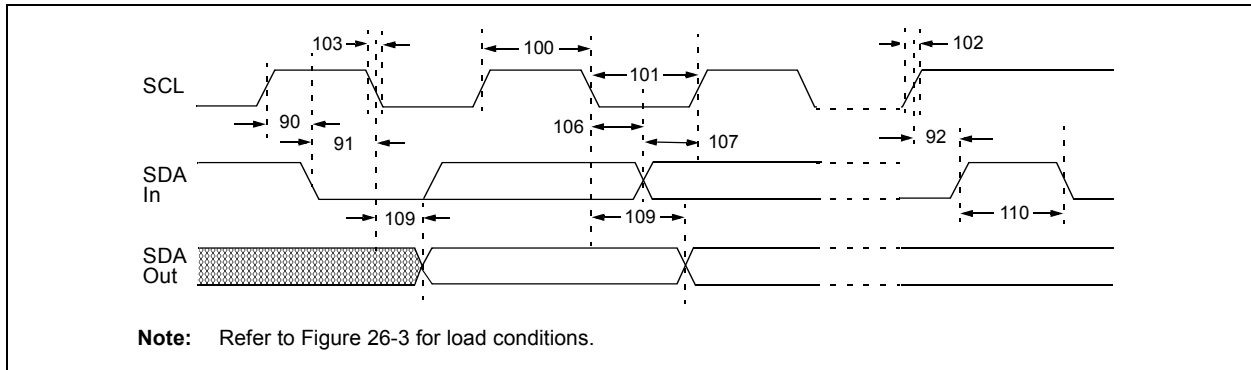 103
100
101
102
SCL
90
91
106
107
92
SDA
In
109
109
110
SDA
Out
Note: Refer to Figure 26-3 for load conditions.